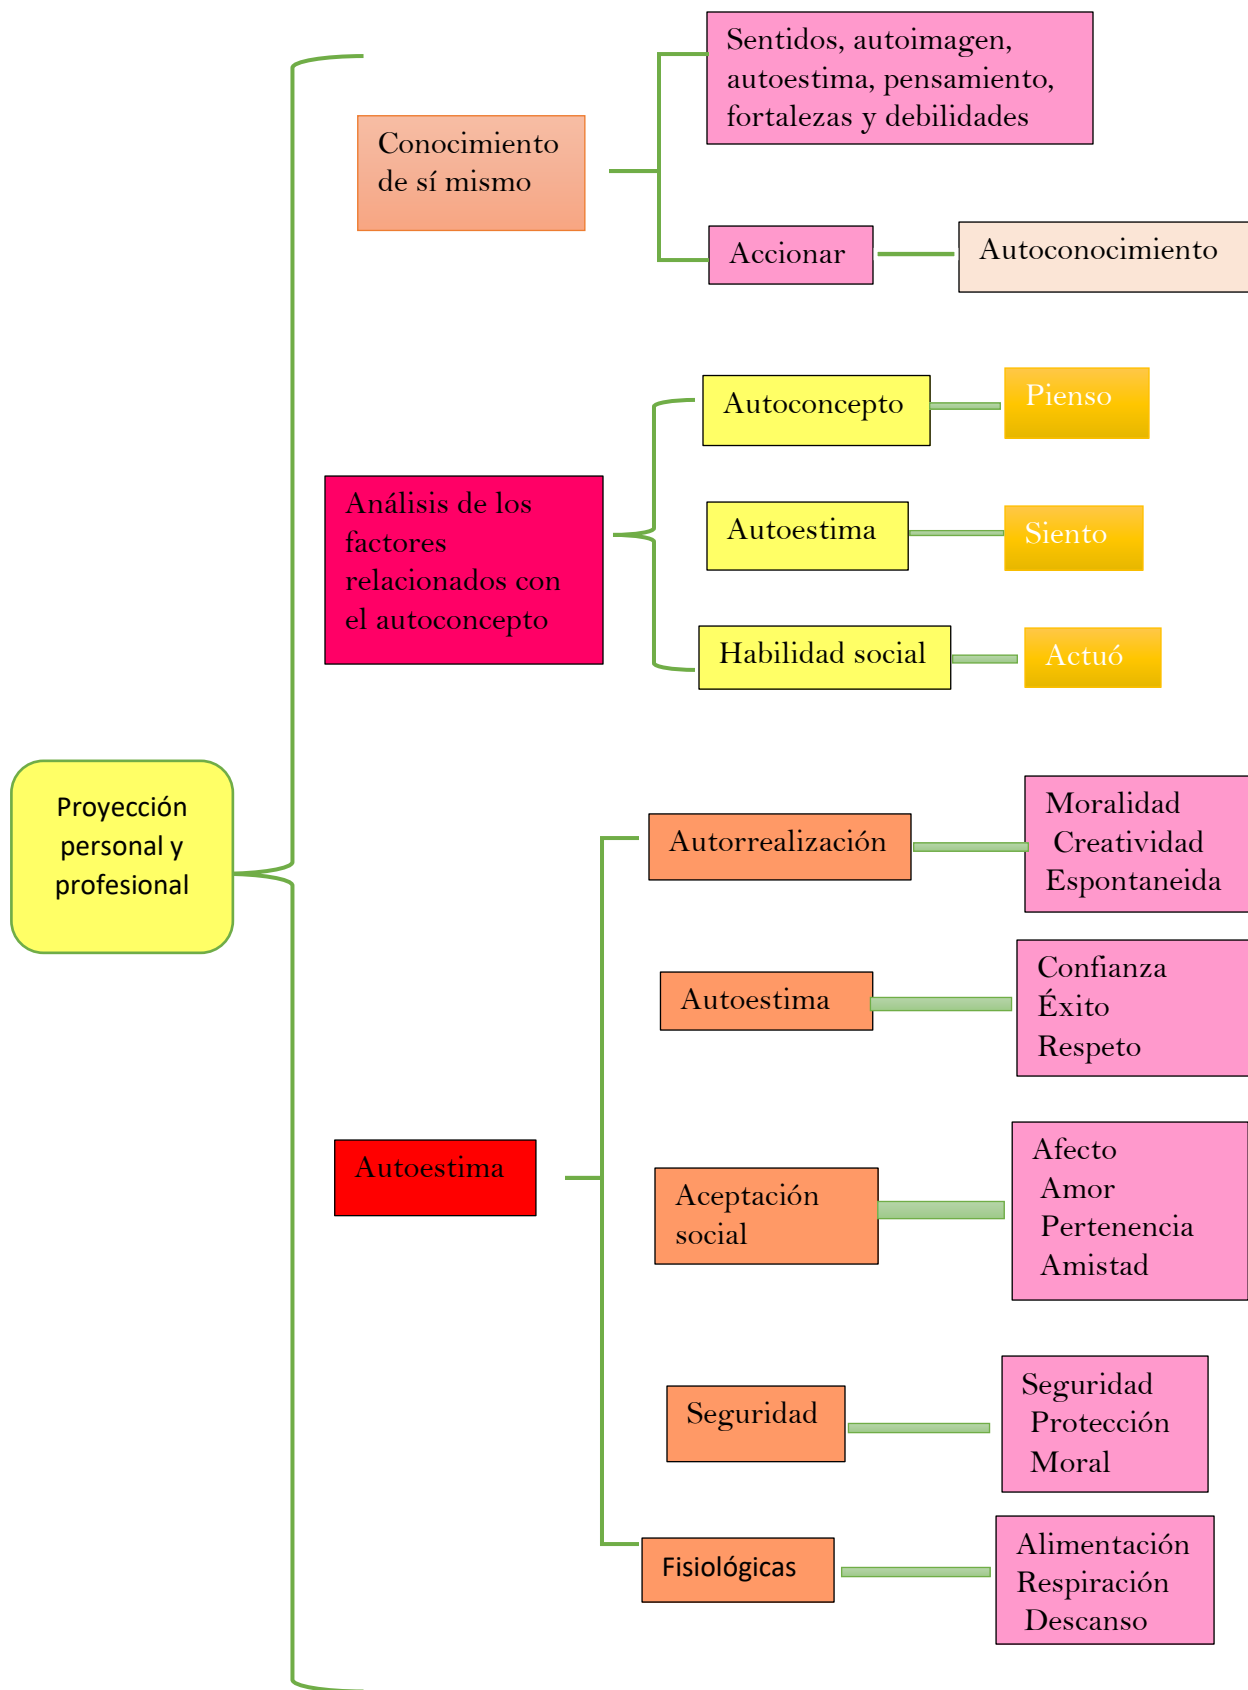 Sentidos, autoimagen,
autoestima, pensamiento,
fortalezas y debilidades
Conocimiento
de sí mismo
Accionar
Autoconocimiento
Autoconcepto
Pienso
Análisis de los
factores
relacionados con
el autoconcepto
Autoestima
Siento
Habilidad social
Actuó
Proyección
personal y
profesional
Autorrealización
Moralidad
Creatividad
Espontaneida
Autoestima
Confianza
Éxito
Respeto
Autoestima
Aceptación
social
Afecto
Amor
Pertenencia
Amistad
Seguridad
Seguridad
Protección
Moral
Fisiológicas
Alimentación
Respiración
Descanso